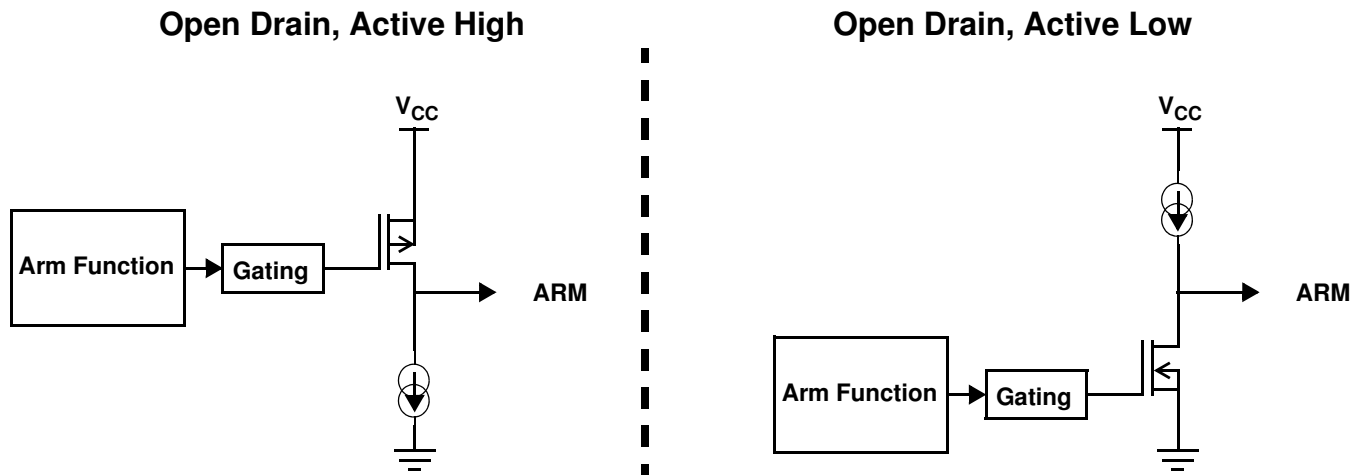 Open Drain, Active High
VCC
Arm Function
Gating
ARM
Open Drain, Active Low
VCC
Arm Function
Gating
ARM